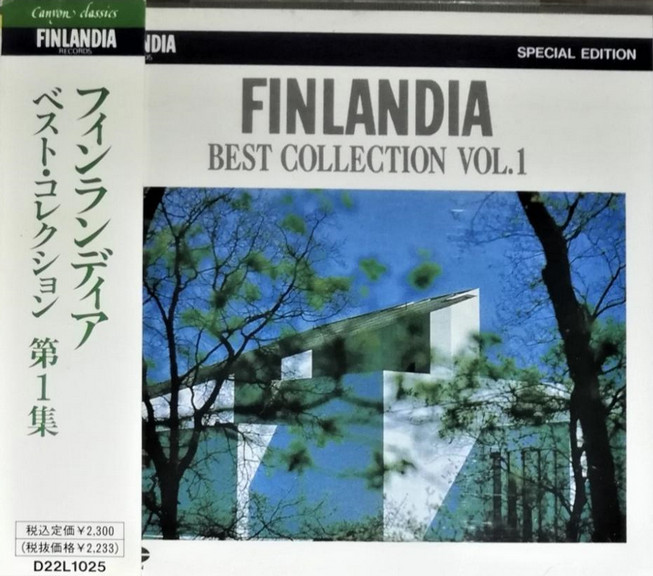 Canyon classics
FINLANDIA
RECORDS
フィンランディア
ベスト・コレクション 第1集
税込定価¥2,300
(税抜価格¥2,233)
D22L1025
NDIA
SPECIAL EDITION
FINLANDIA
BEST COLLECTION VOL.1